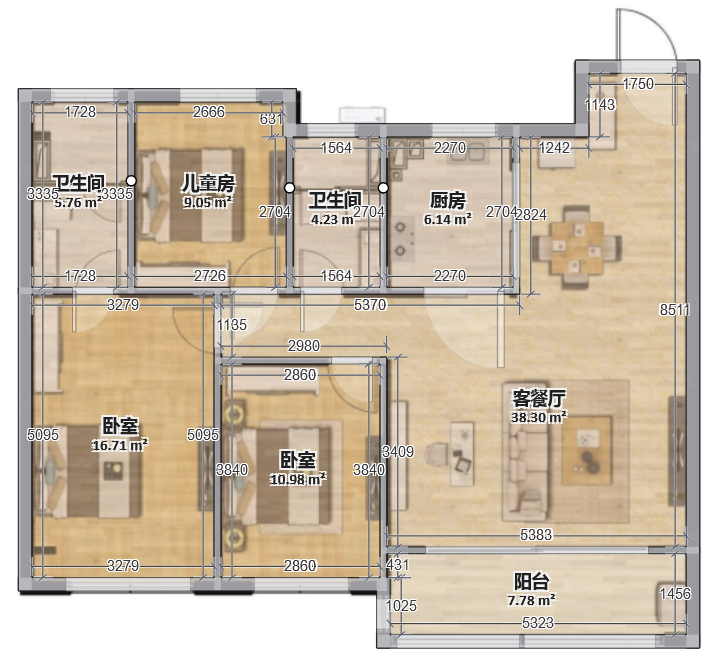 1750
1143
1728
2666
631
1564
2270
1242
卫生间
5.76 m²
3335
3335
儿童房
9.05 m²
2704
卫生间
4.23 m
2704
厨房
6.14 m²
2704
2824
1728
2726
1564
2270
3279
5370
8511
1135
2980
2860
客餐厅
38.30 m²
卧室
16.71 m²
5095
5095
卧室
10.98 m²
3840
3840
3409
5383
3279
2860
431
阳台
7.78 m²
1025
1456
5323